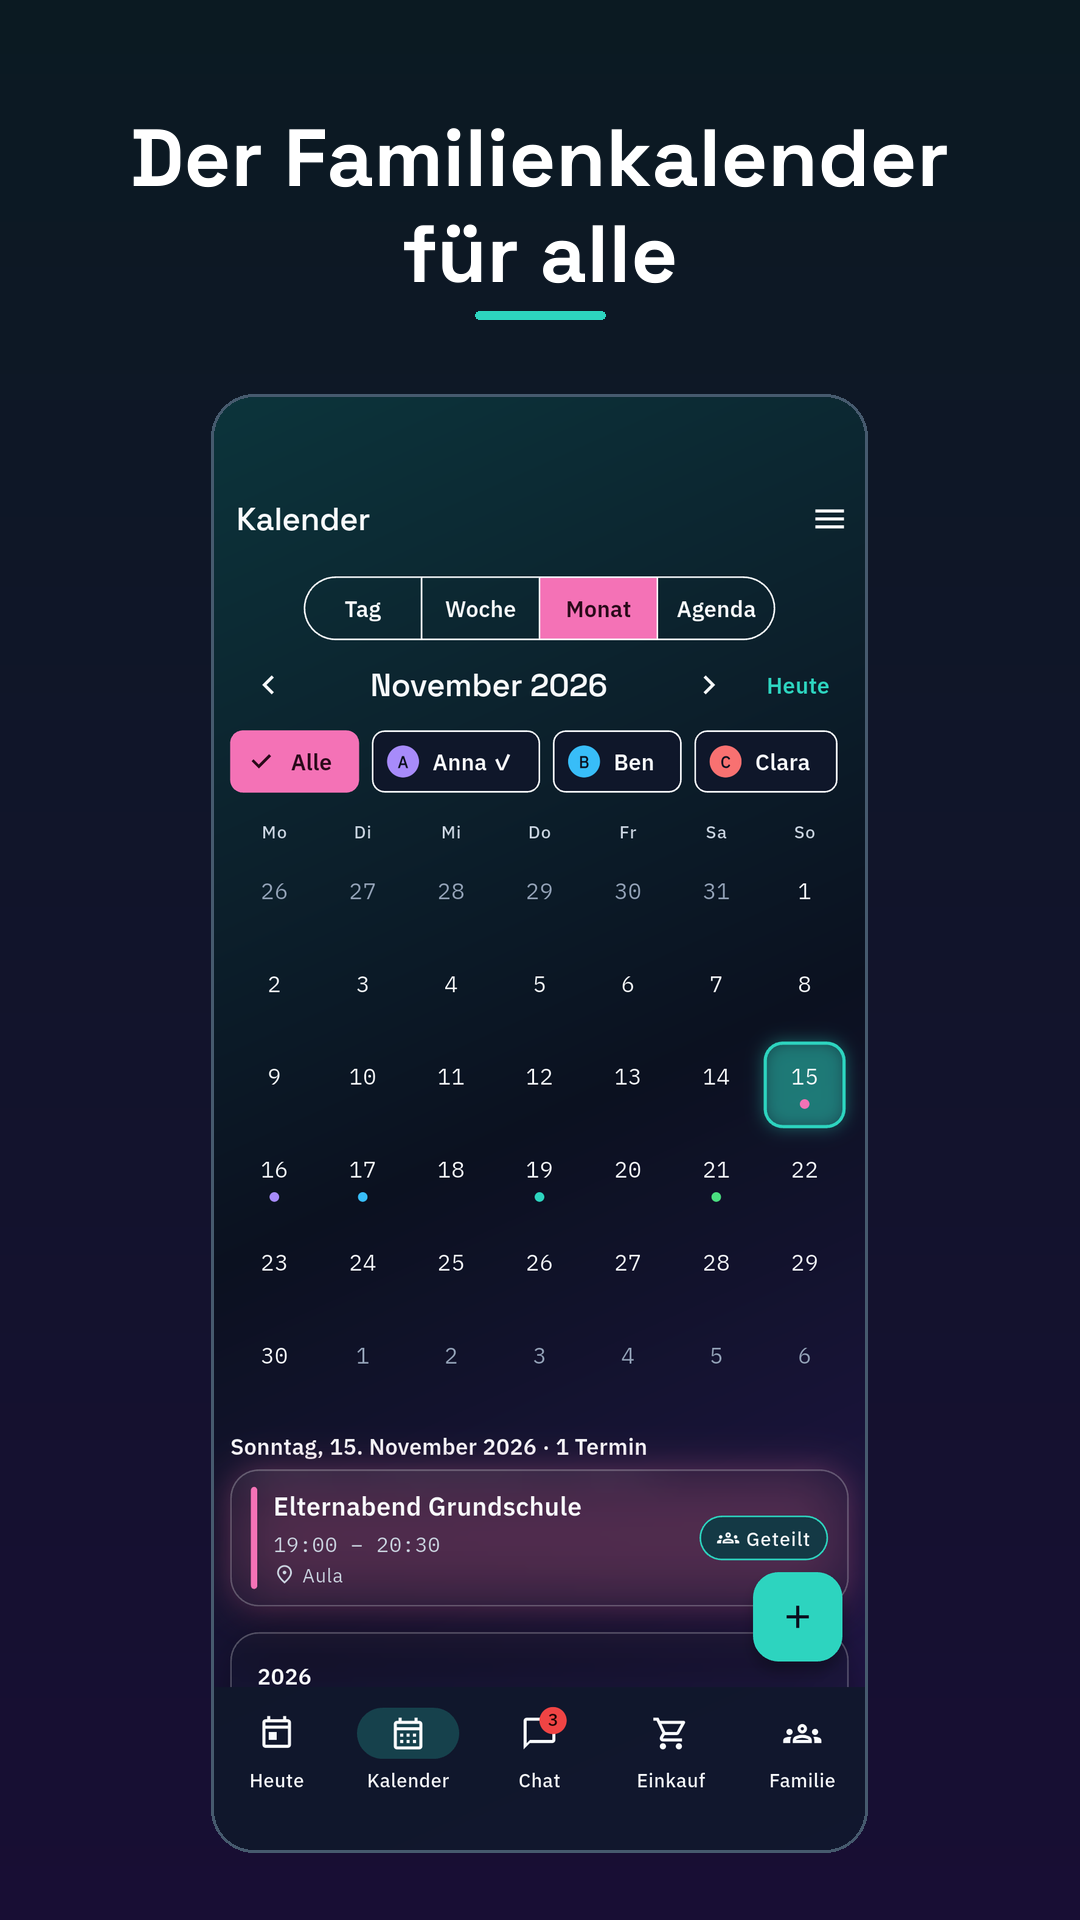 Der Familienkalender
für alle
Kalender
Tag Woche Monat Agenda
November 2026 Heute
Alle A Anna ✓ B Ben C Clara
Mo Di Mi Do Fr Sa So
26 27 28 29 30 31 1
2 3 4 5 6 7 8
9 10 11 12 13 14 15
16 17 18 19 20 21 22
23 24 25 26 27 28 29
30 1 2 3 4 5 6
Sonntag, 15. November 2026 · 1 Termin
Elternabend Grundschule
19:00 – 20:30
Geteilt
Aula
2026
3
Heute Kalender Chat Einkauf Familie